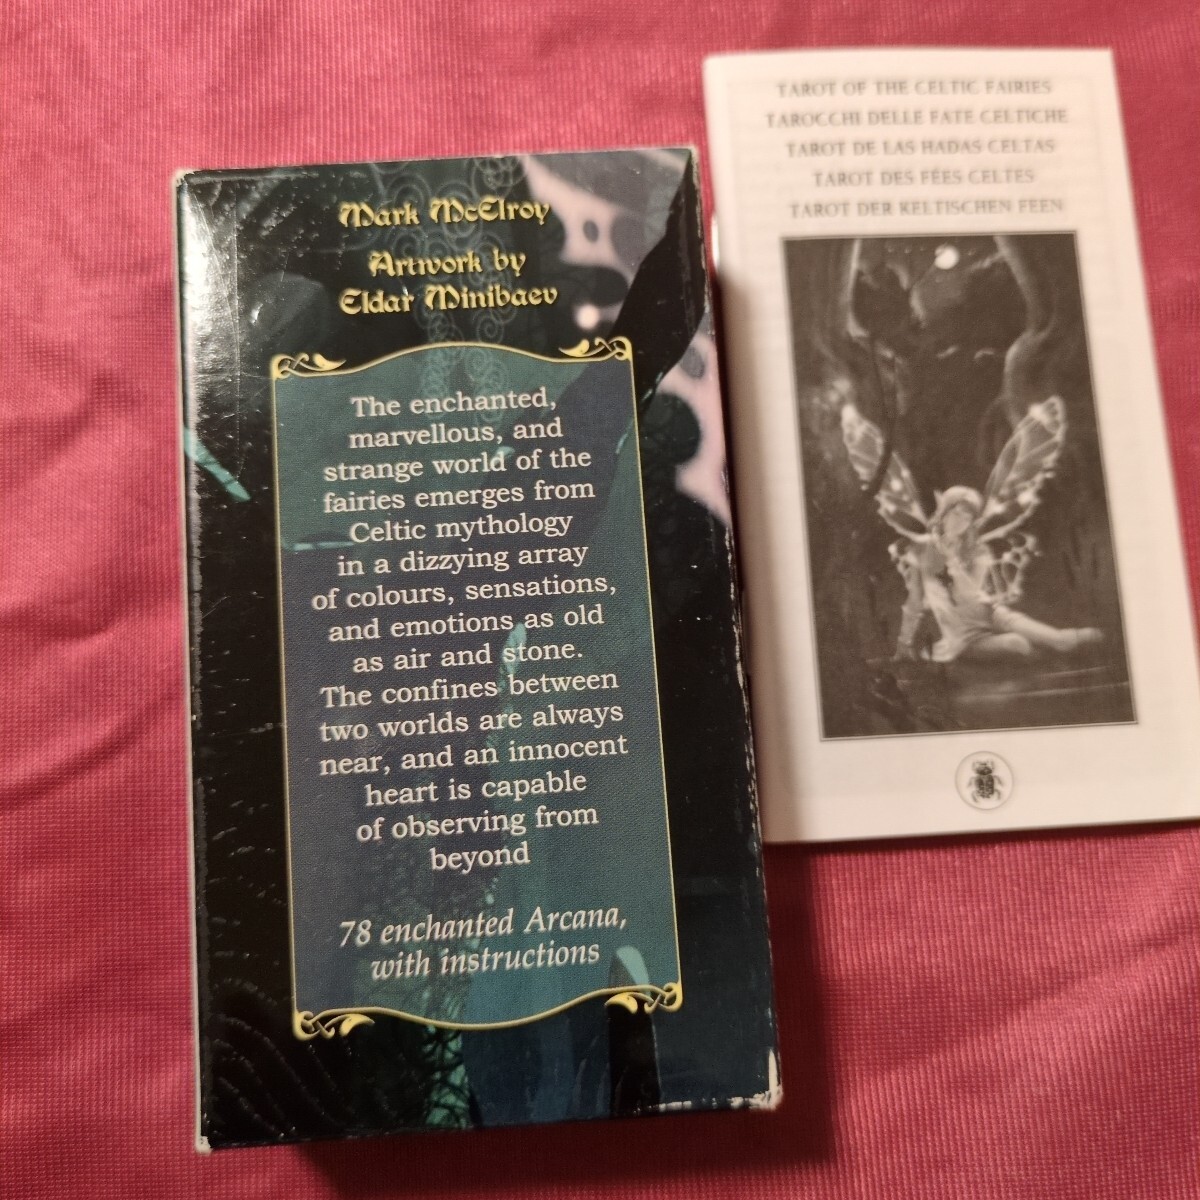 Mark McElroy
Artwork by
Eldar Minibaev
The enchanted,
marvellous, and
strange world of the
fairies emerges from
Celtic mythology
in a dizzying array
of colours, sensations,
and emotions as old
as air and stone.
The confines between
two worlds are always
near, and an innocent
heart is capable
of observing from
beyond
78 enchanted Arcana,
with instructions
TAROT OF THE CELTIC FAIRIES
TAROCCHI DELLE FATE CELTICHE
TAROT DE LAS HADAS CELTAS
TAROT DES FÉES CELTES
TAROT DER KELTISCHEN FEEN